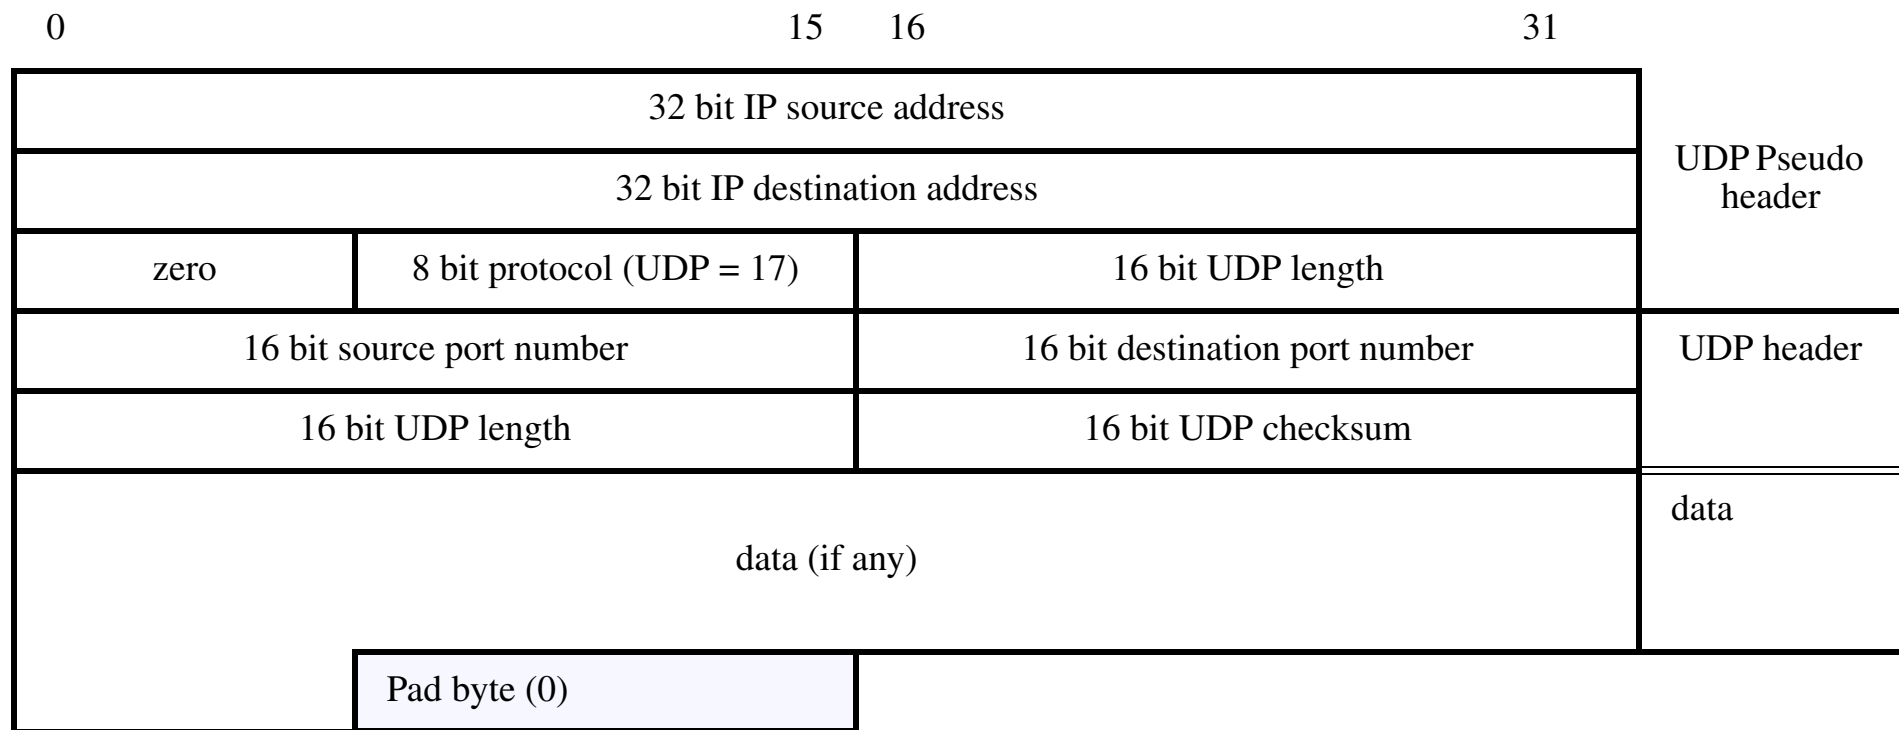 0 15 16 31
32 bit IP source address
32 bit IP destination address
UDP Pseudo
header
zero 8 bit protocol (UDP = 17) 16 bit UDP length
16 bit source port number 16 bit destination port number UDP header
16 bit UDP length 16 bit UDP checksum
data
data (if any)
Pad byte (0)